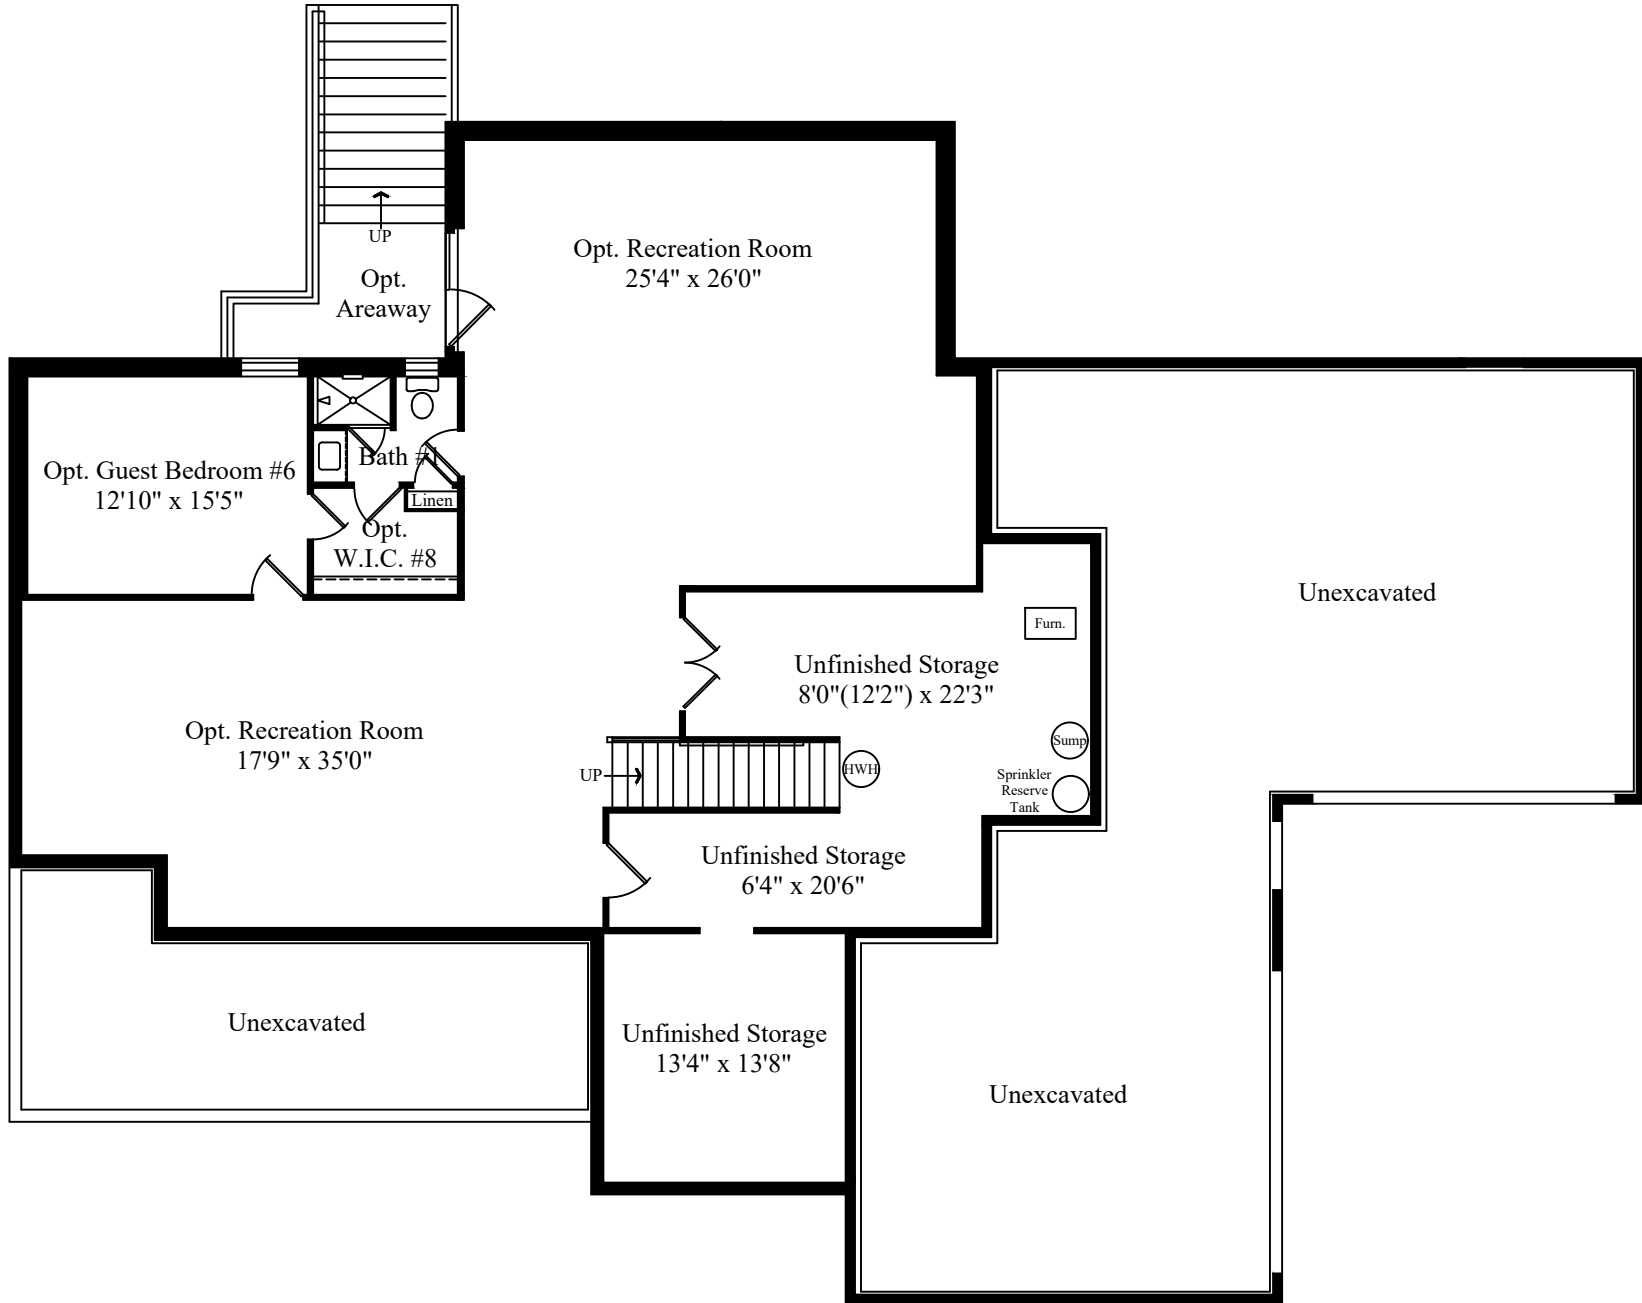 UP
Opt.
Areaway
Opt. Recreation Room
25'4" x 26'0"
Opt. Guest Bedroom #6
12'10" x 15'5"
Bath #1
Linen
Opt.
W.I.C. #8
Unexcavated
Furn.
Unfinished Storage
8'0"(12'2") x 22'3"
Opt. Recreation Room
17'9" x 35'0"
UP
HWH
Sump
Sprinkler
Reserve
Tank
Unfinished Storage
6'4" x 20'6"
Unexcavated
Unfinished Storage
13'4" x 13'8"
Unexcavated